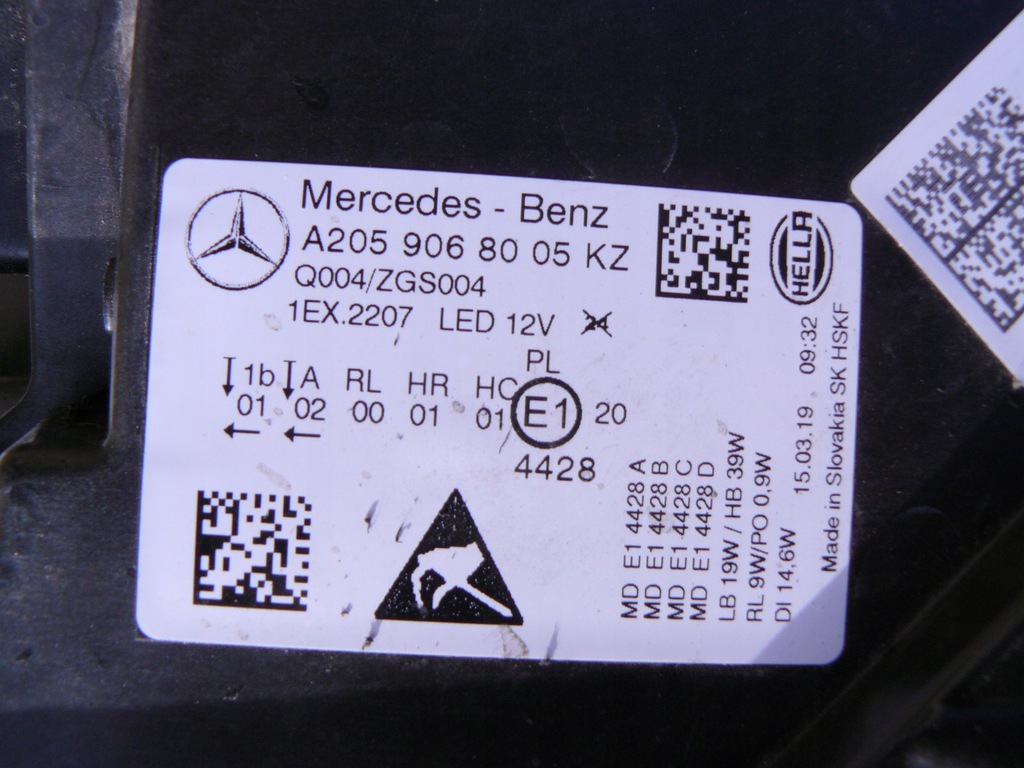 Mercedes - Benz
A205 906 80 05 KZ
Q004/ZGS004
1EX.2207 LED 12V 24
PL
1b A RL HR HC E1 20
01 02 00 01 01
4428
HELLA
MD E1 4428 A
MD E1 4428 B
MD E1 4428 C
MD E1 4428 D
LB 19W / HB 39W
RL 9W/PO 0,9W
DI 14,6W
15.03.19 09:32
Made in Slovakia SK HSKF